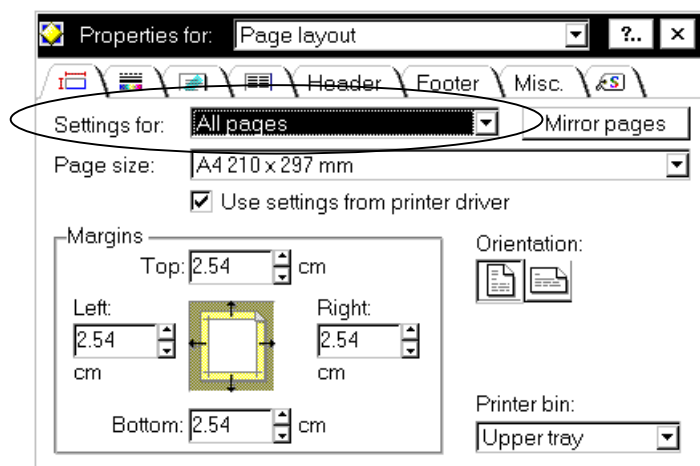 Properties for: Page layout ?..
Header Footer Misc. S
Settings for: All pages Mirror pages
Page size: A4 210 x 297 mm
Use settings from printer driver
Margins
Orientation:
Top: 2.54 cm
Left: Right:
2.54 2.54
cm cm
Printer bin:
Bottom: 2.54 cm
Upper tray